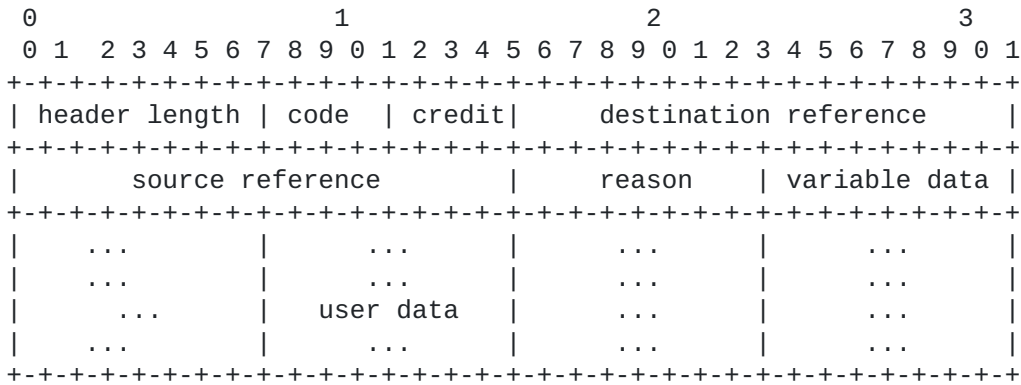 0                   1                   2                   3
 0 1  2 3 4 5 6 7 8 9 0 1 2 3 4 5 6 7 8 9 0 1 2 3 4 5 6 7 8 9 0 1
+-+-+-+-+-+-+-+-+-+-+-+-+-+-+-+-+-+-+-+-+-+-+-+-+-+-+-+-+-+-+-+-+
| header length | code  | credit|     destination reference     |
+-+-+-+-+-+-+-+-+-+-+-+-+-+-+-+-+-+-+-+-+-+-+-+-+-+-+-+-+-+-+-+-+
|       source reference        |     reason    | variable data |
+-+-+-+-+-+-+-+-+-+-+-+-+-+-+-+-+-+-+-+-+-+-+-+-+-+-+-+-+-+-+-+-+
|    ...        |      ...      |      ...      |      ...      |
|    ...        |      ...      |      ...      |      ...      |
|      ...      |   user data   |      ...      |      ...      |
|    ...        |      ...      |      ...      |      ...      |
+-+-+-+-+-+-+-+-+-+-+-+-+-+-+-+-+-+-+-+-+-+-+-+-+-+-+-+-+-+-+-+-+